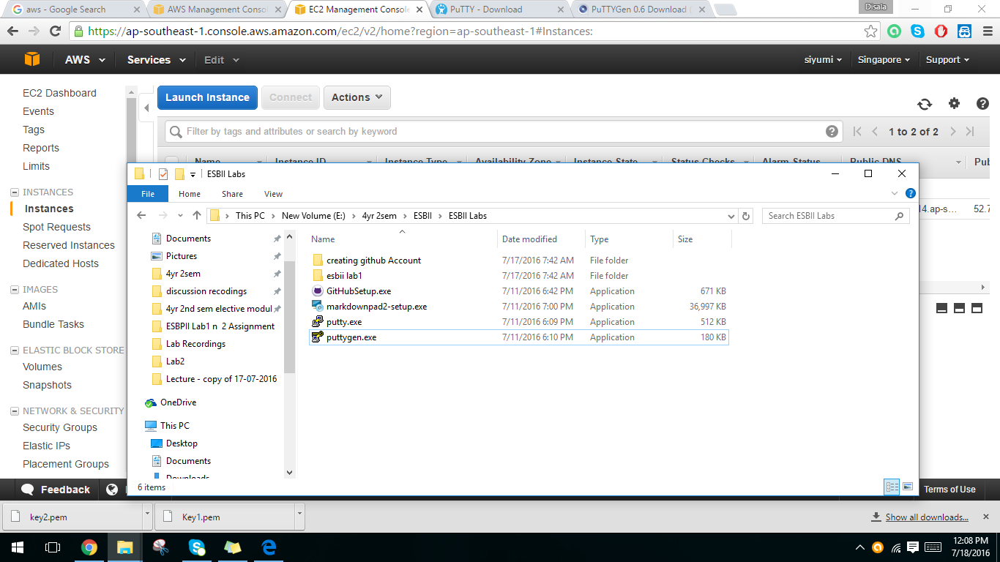 aws - Google Search
AWS Management Conso
EC2 Management Console
PuTTY - Download
PuTTYGen 0.6 Download
Disala
https://ap-southeast-1.console.aws.amazon.com/ec2/v2/home?region=ap-southeast-1#Instances:
AWS Services Edit siyumi Singapore Support
EC2 Dashboard
Events
Tags
Reports
Limits
INSTANCES
Instances
Spot Requests
Reserved Instances
Dedicated Hosts
IMAGES
AMIs
Bundle Tasks
ELASTIC BLOCK STORE
Volumes
Snapshots
NETWORK & SECURITY
Security Groups
Elastic IPs
Placement Groups
Launch Instance Connect Actions
Filter by tags and attributes or search by keyword
1 to 2 of 2
Name Instance ID Instance Type Availability Zone Instance State Status Checks Alarm Status Public DNS Pub
14.ap-s... 52.7
ESBII Labs
File Home Share View
This PC > New Volume (E:) > 4yr 2sem > ESBII > ESBII Labs
Search ESBII Labs
Documents
Pictures
4yr 2sem
discussion recodings
4yr 2nd sem elective modul
ESBPII Lab1 n 2 Assignment
Lab Recordings
Lab2
Lecture - copy of 17-07-2016
OneDrive
This PC
Desktop
Documents
Downloads
Name Date modified Type Size
creating github Account 7/17/2016 7:42 AM File folder
esbii lab1 7/17/2016 7:42 AM File folder
GitHubSetup.exe 7/11/2016 6:42 PM Application 671 KB
markdownpad2-setup.exe 7/11/2016 7:00 PM Application 36,997 KB
putty.exe 7/11/2016 6:09 PM Application 512 KB
puttygen.exe 7/11/2016 6:10 PM Application 180 KB
6 items
Feedback
Terms of Use
key2.pem
Key1.pem
Show all downloads...
12:08 PM
7/18/2016